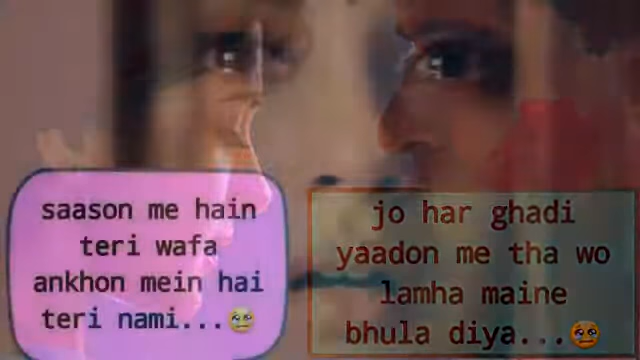 saason me hain
teri wafa
ankhon mein hai
teri nami...🥹
jo har ghadi
yaadon me tha wo
lamha maine
bhula diya...🥹